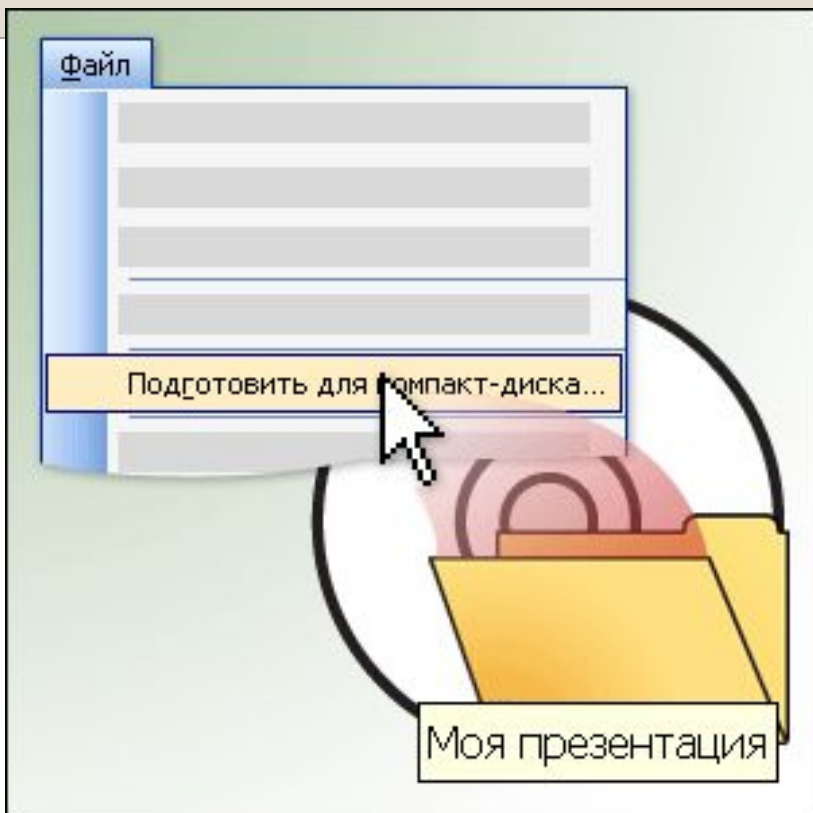 Файл
Подготовить для компакт-диска...
Моя презентация